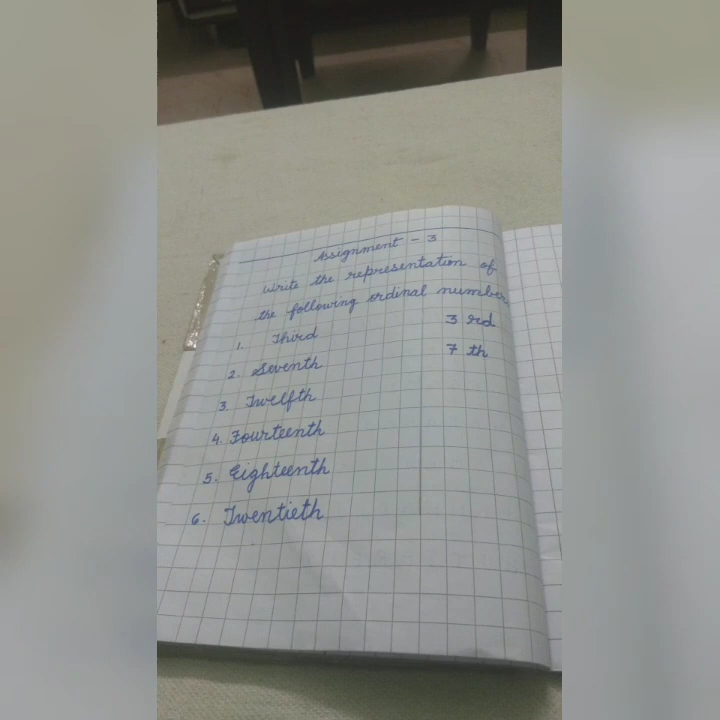 Assignment - 3
Write the representation of
the following ordinal number
1. Third 3 rd
2. Seventh 7 th
3. Twelfth
4. Fourteenth
5. Eighteenth
6. Twentieth